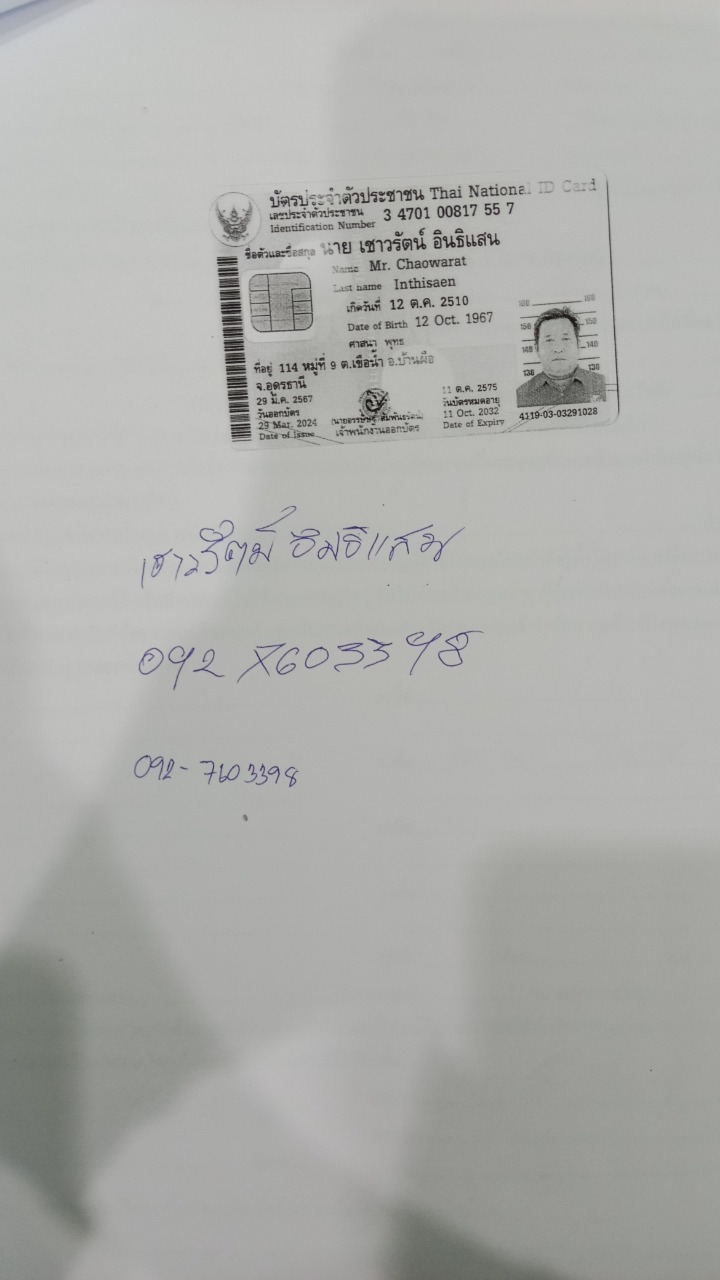 บัตรประจำตัวประชาชน Thai National ID Card
เลขประจำตัวประชาชน 3 4701 00817 55 7
Identification Number
ชื่อตัวและชื่อสกุล นาย เชาวรัตน์ อินธิแสน
Name Mr. Chaowarat
Last name Inthisaen
เกิดวันที่ 12 ต.ค. 2510
Date of Birth 12 Oct. 1967
ศาสนา พุทธ
ที่อยู่ 114 หมู่ที่ 9 ต.เขือน้ำ อ.บ้านผือ
จ.อุดรธานี
29 มี.ค. 2567
วันออกบัตร
29 Mar. 2024
Date of Issue
เจ้าพนักงานออกบัตร
11 ต.ค. 2575
วันบัตรหมดอายุ
11 Oct. 2032
Date of Expiry
180 180
150 150
140 140
130 130
4119-03-03291028
เชาวรัตน์ อินธิแสน
092 7603398
092-7603398